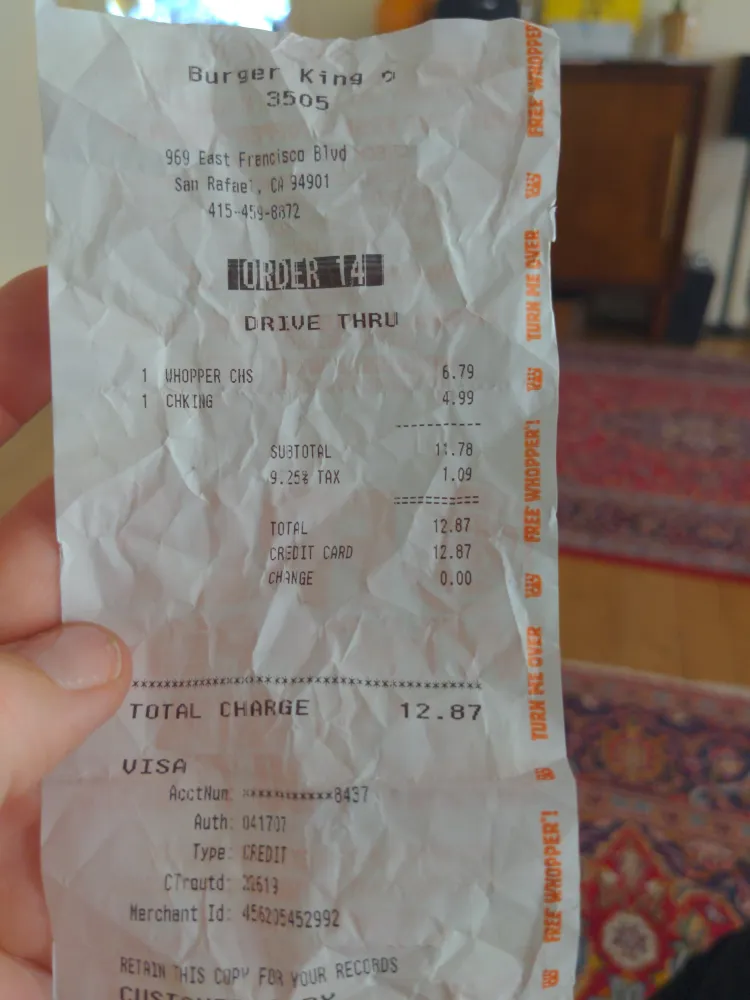 Burger King
3505
969 East Francisco Blvd
San Rafael, CA 94901
415-459-8872
ORDER 14
DRIVE THRU
1 WHOPPER CHS 6.79
1 CHKING 4.99
SUBTOTAL 11.78
9.25% TAX 1.09
TOTAL 12.87
CREDIT CARD 12.87
CHANGE 0.00
TOTAL CHARGE 12.87
VISA
AcctNum: xxxxxxxxxxxx8437
Auth: 041707
Type: CREDIT
Merchant Id: 456205452992
RETAIN THIS COPY FOR YOUR RECORDS
FREE WHOPPER
TURN ME OVER
FREE WHOPPER!
TURN ME OVER
FREE WHOPPER!